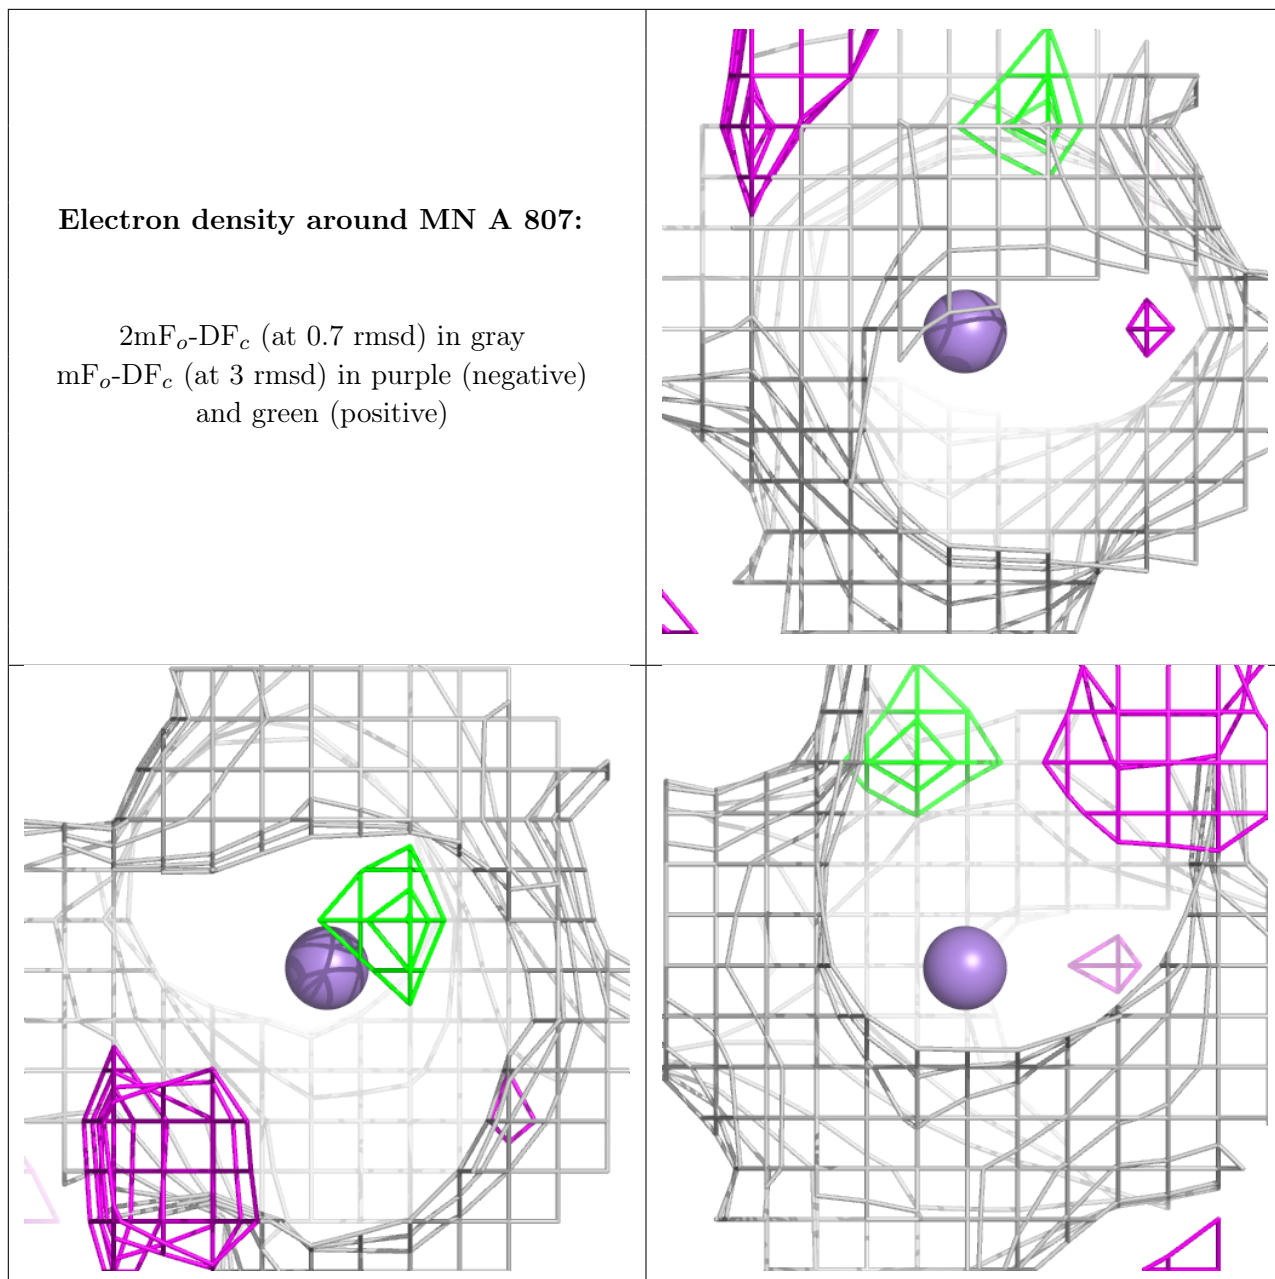 Electron density around MN A 807:
2mFₒ-DF𝑐 (at 0.7 rmsd) in gray
mFₒ-DF𝑐 (at 3 rmsd) in purple (negative)
and green (positive)